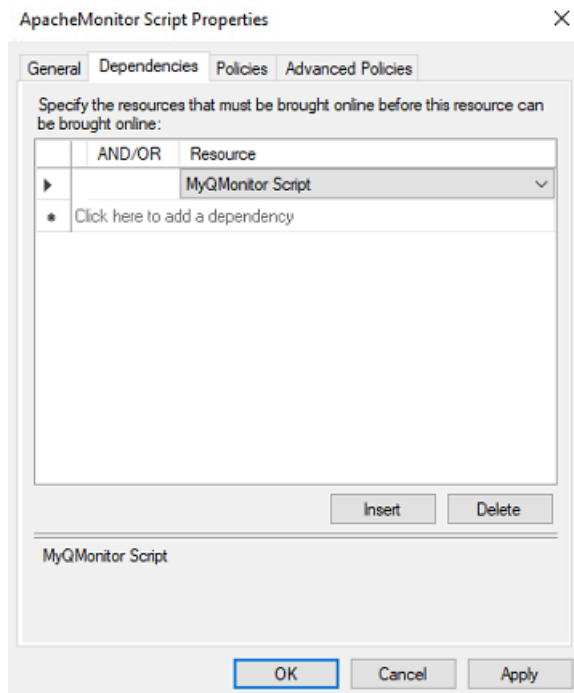 ApacheMonitor Script Properties
General Dependencies Policies Advanced Policies
Specify the resources that must be brought online before this resource can
be brought online:
AND/OR Resource
MyQMonitor Script
Click here to add a dependency
Insert Delete
MyQMonitor Script
OK Cancel Apply